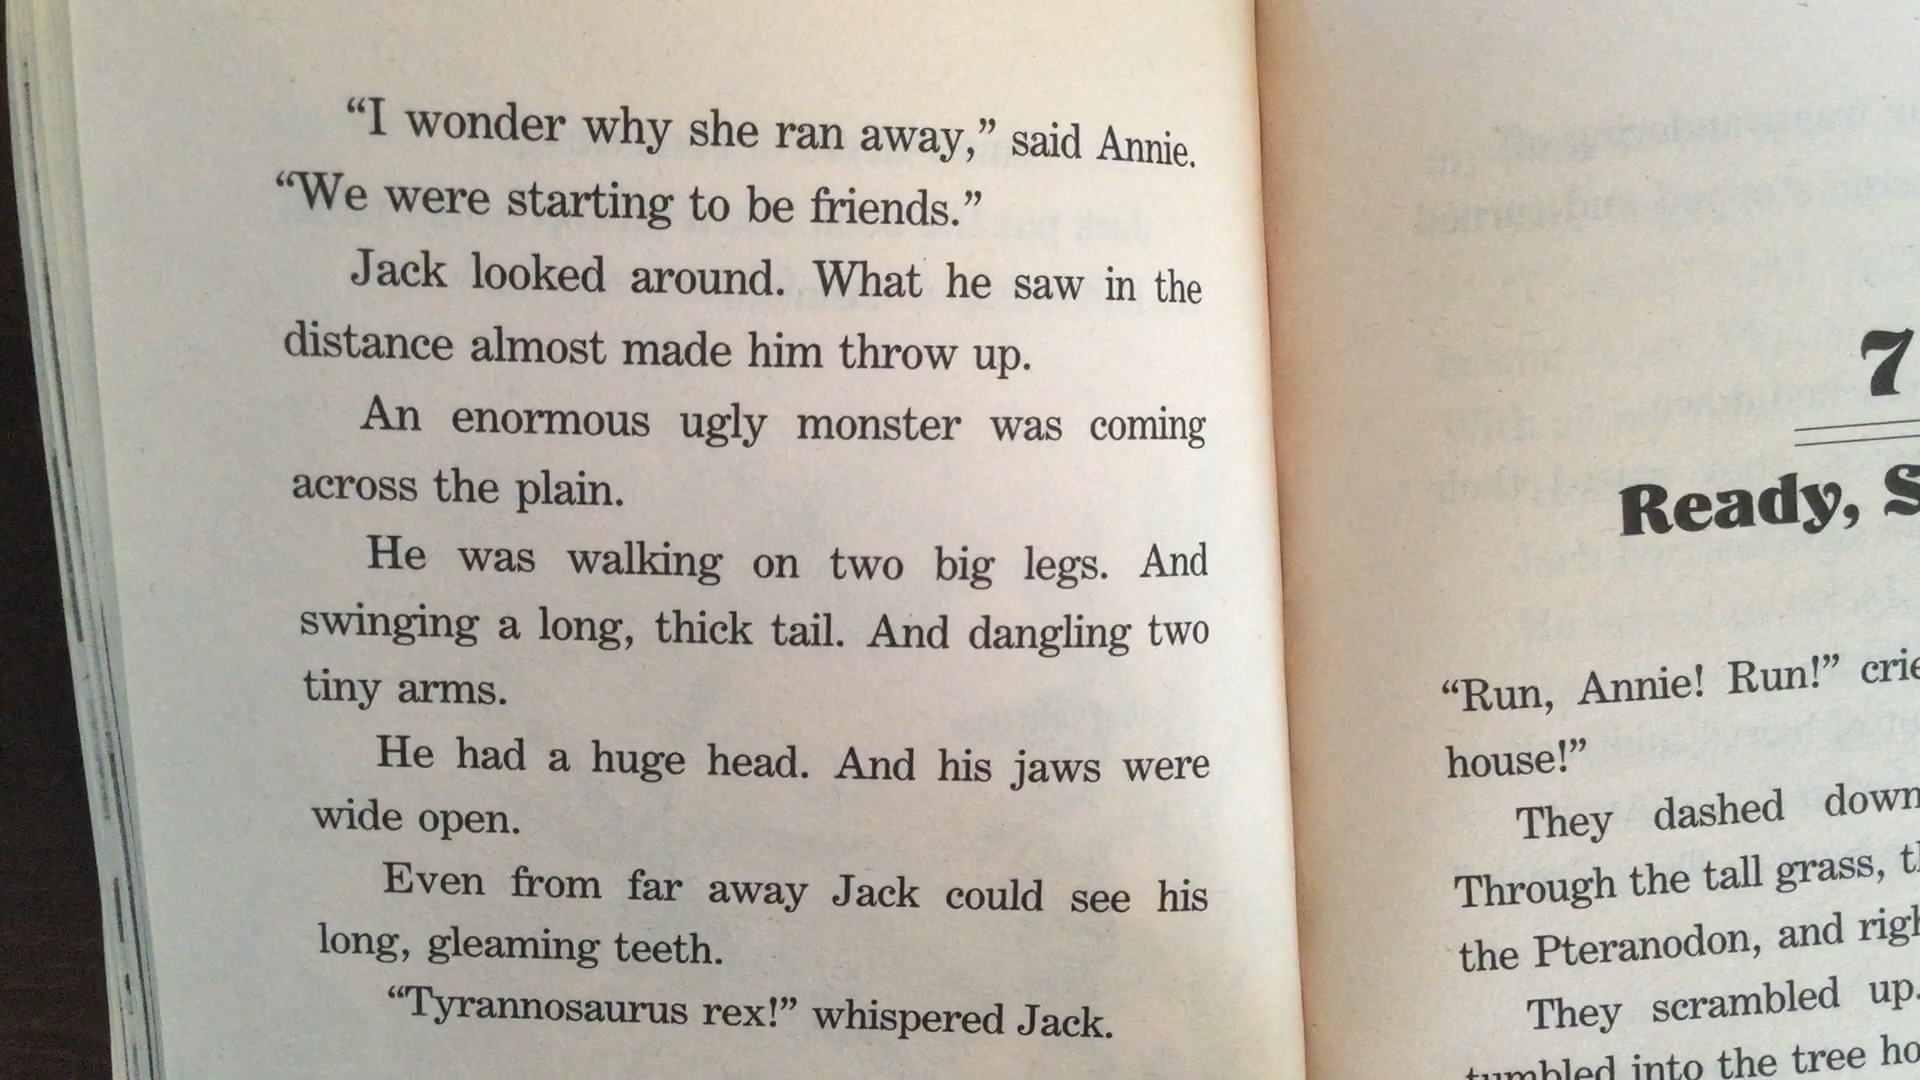 “I wonder why she ran away,” said Annie.
“We were starting to be friends.”
Jack looked around. What he saw in the
distance almost made him throw up.
An enormous ugly monster was coming
across the plain.
He was walking on two big legs. And
swinging a long, thick tail. And dangling two
tiny arms.
He had a huge head. And his jaws were
wide open.
Even from far away Jack could see his
long, gleaming teeth.
“Tyrannosaurus rex!” whispered Jack.
7
Ready,
“Run, Annie! Run!”
house!”
They dashed down
Through the tall grass,
the Pteranodon, and
They scrambled up.
tumbled into the tree